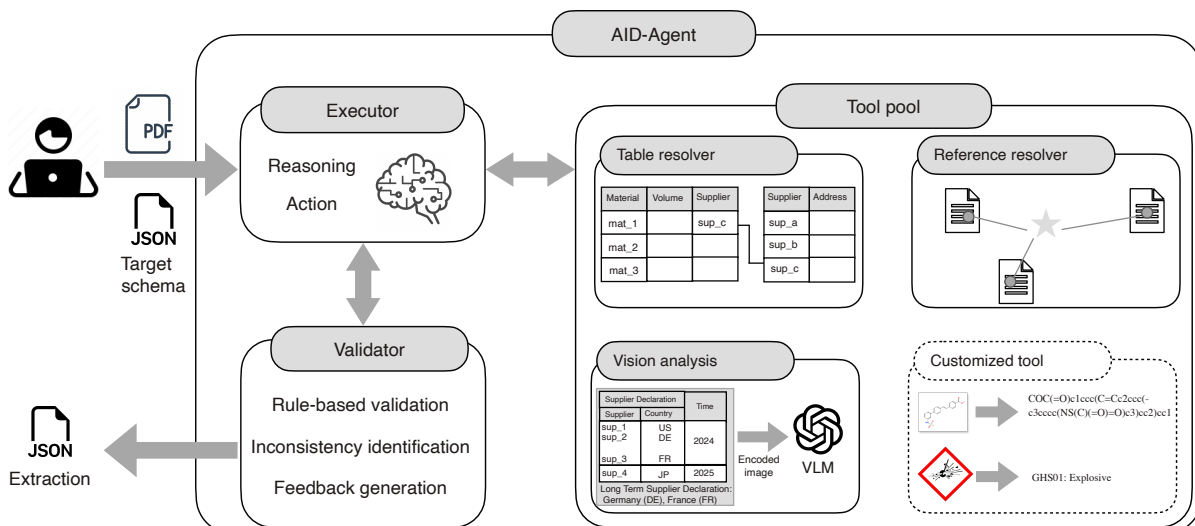 AID-Agent
PDF
JSON
Target
schema
Executor
Reasoning
Action
Validator
Rule-based validation
Inconsistency identification
Feedback generation
JSON
Extraction
Tool pool
Table resolver
Material Volume Supplier
mat_1 sup_c
mat_2
mat_3
Supplier Address
sup_a
sup_b
sup_c
Reference resolver
Vision analysis
Supplier Declaration Time
Supplier Country
sup_1 US
sup_2 DE 2024
sup_3 FR
sup_4 JP 2025
Long Term Supplier Declaration:
Germany (DE), France (FR)
Encoded
image
VLM
Customized tool
COC(=O)c1ccc(C=Cc2ccc(-
c3cccc(NS(C)(=O)=O)c3)cc2)cc1
GHS01: Explosive